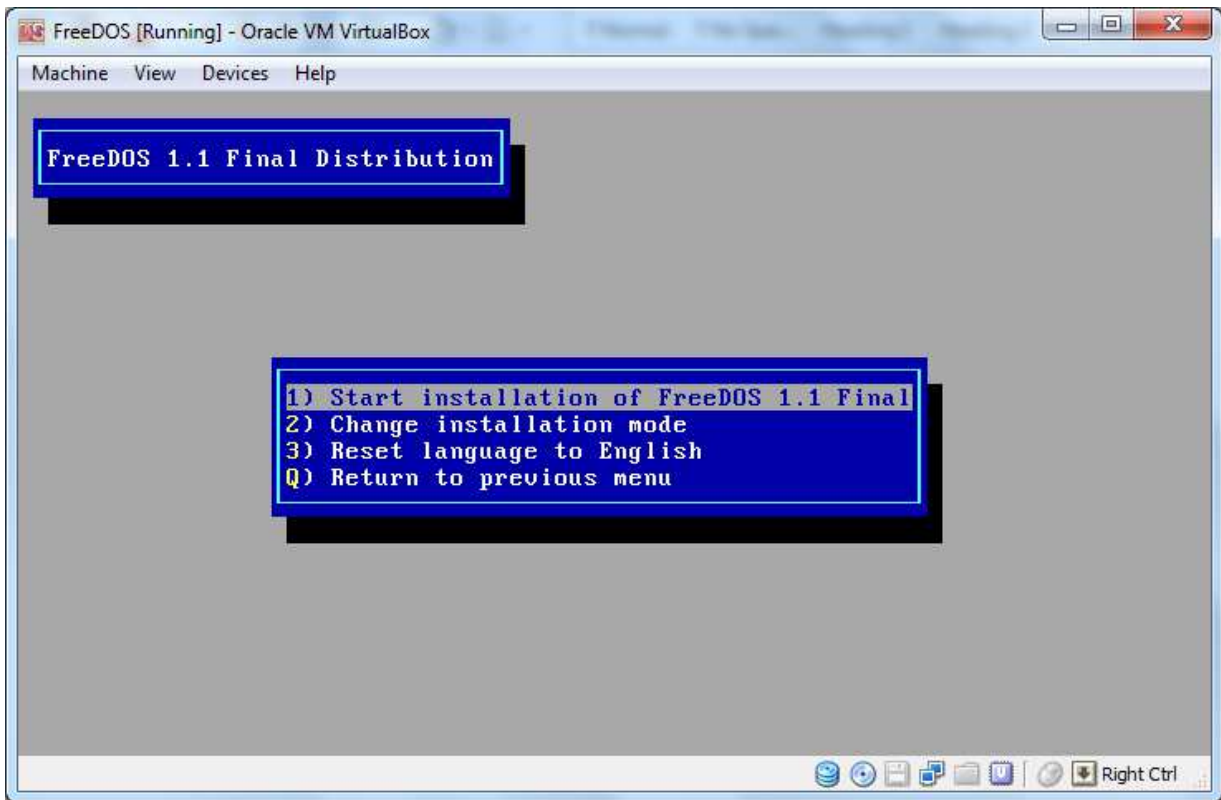 FreeDOS [Running] - Oracle VM VirtualBox
Machine View Devices Help
FreeDOS 1.1 Final Distribution
1) Start installation of FreeDOS 1.1 Final
2) Change installation mode
3) Reset language to English
Q) Return to previous menu
Right Ctrl